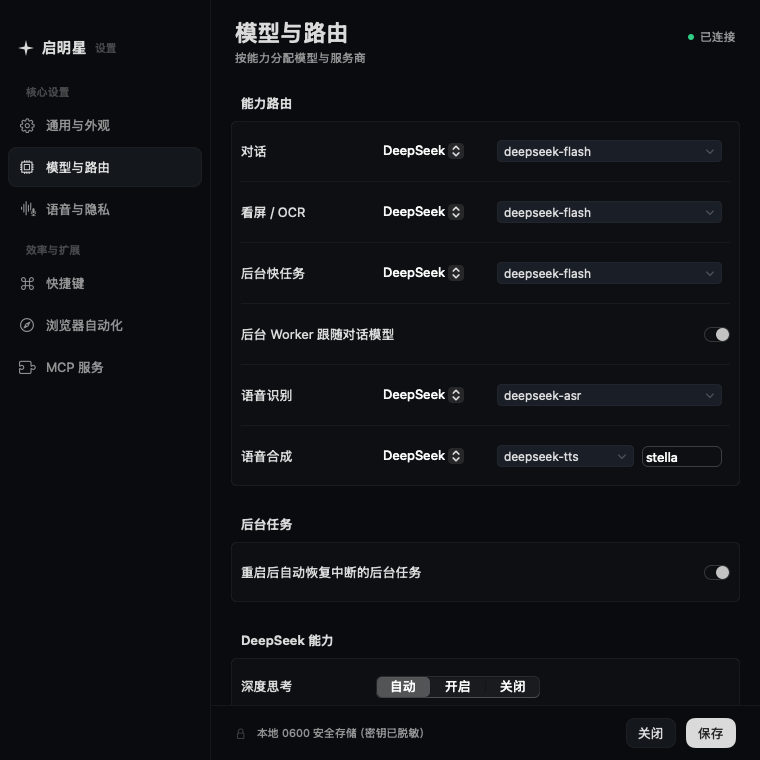 启明星 设置
核心设置
通用与外观
模型与路由
语音与隐私
效率与扩展
快捷键
浏览器自动化
MCP 服务
模型与路由
按能力分配模型与服务商
已连接
能力路由
对话 DeepSeek deepseek-flash
看屏 / OCR DeepSeek deepseek-flash
后台快任务 DeepSeek deepseek-flash
后台 Worker 跟随对话模型
语音识别 DeepSeek deepseek-asr
语音合成 DeepSeek deepseek-tts stella
后台任务
重启后自动恢复中断的后台任务
DeepSeek 能力
深度思考 自动 开启 关闭
本地 0600 安全存储 (密钥已脱敏)
关闭 保存